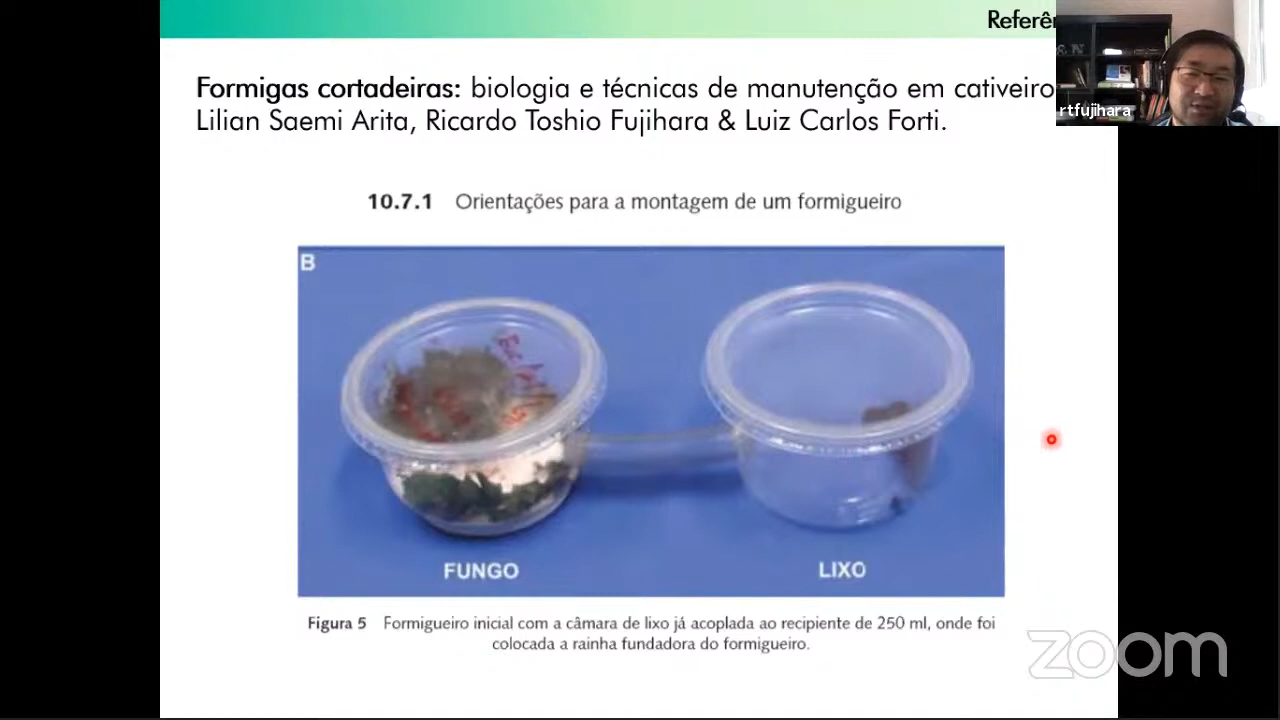 Referê
Formigas cortadeiras: biologia e técnicas de manutenção em cativeiro
Lilian Saemi Arita, Ricardo Toshio Fujihara & Luiz Carlos Forti.
rtfujihara
10.7.1 Orientações para a montagem de um formigueiro
B
FUNGO
LIXO
Figura 5 Formigueiro inicial com a câmara de lixo já acoplada ao recipiente de 250 ml, onde foi
colocada a rainha fundadora do formigueiro.
zoom